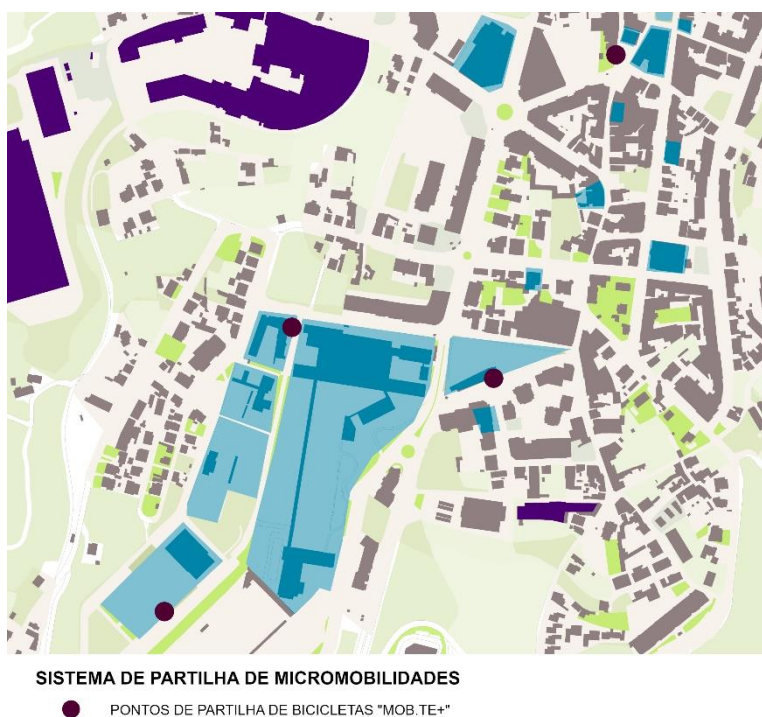 SISTEMA DE PARTILHA DE MICROMOBILIDADES
PONTOS DE PARTILHA DE BICICLETAS "MOB.TE+"